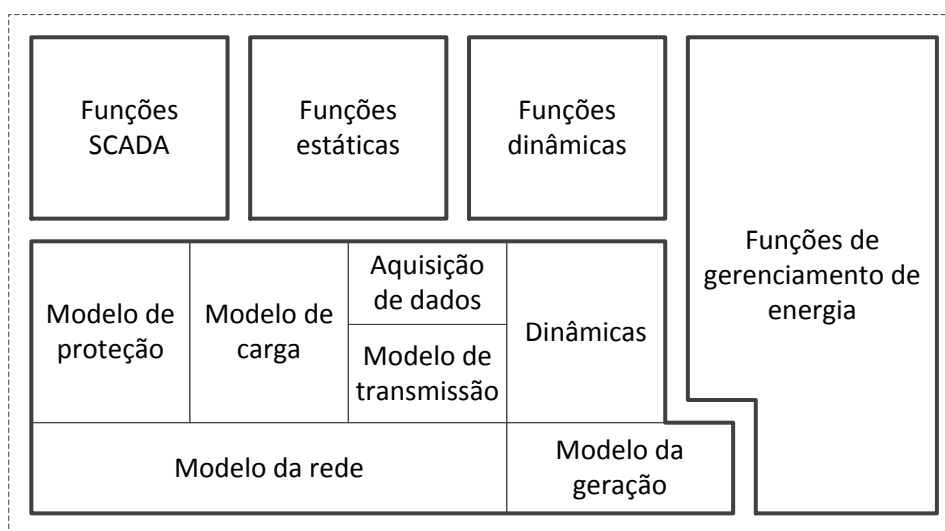 Funções
SCADA
Funções
estáticas
Funções
dinâmicas
Funções de
gerenciamento de
energia
Modelo de
proteção
Modelo de
carga
Aquisição
de dados
Modelo de
transmissão
Dinâmicas
Modelo da rede
Modelo da
geração